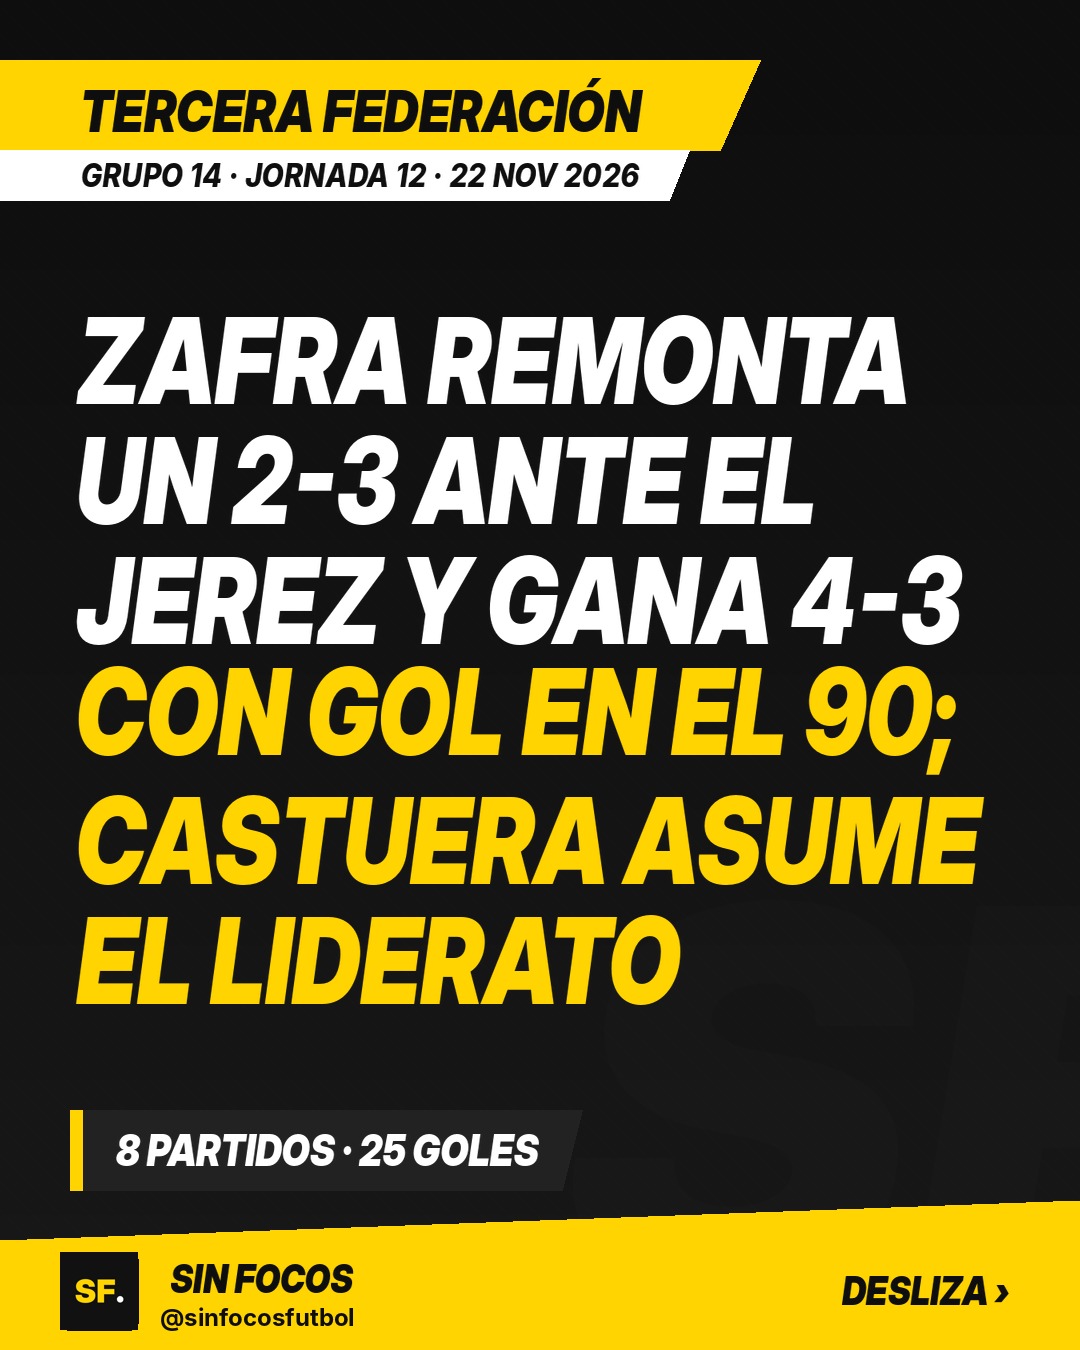 TERCERA FEDERACIÓN
GRUPO 14 · JORNADA 12 · 22 NOV 2026
ZAFRA REMONTA
UN 2-3 ANTE EL
JEREZ Y GANA 4-3
CON GOL EN EL 90;
CASTUERA ASUME
EL LIDERATO
8 PARTIDOS · 25 GOLES
SF.
SIN FOCOS
@sinfocosfutbol
DESLIZA ›